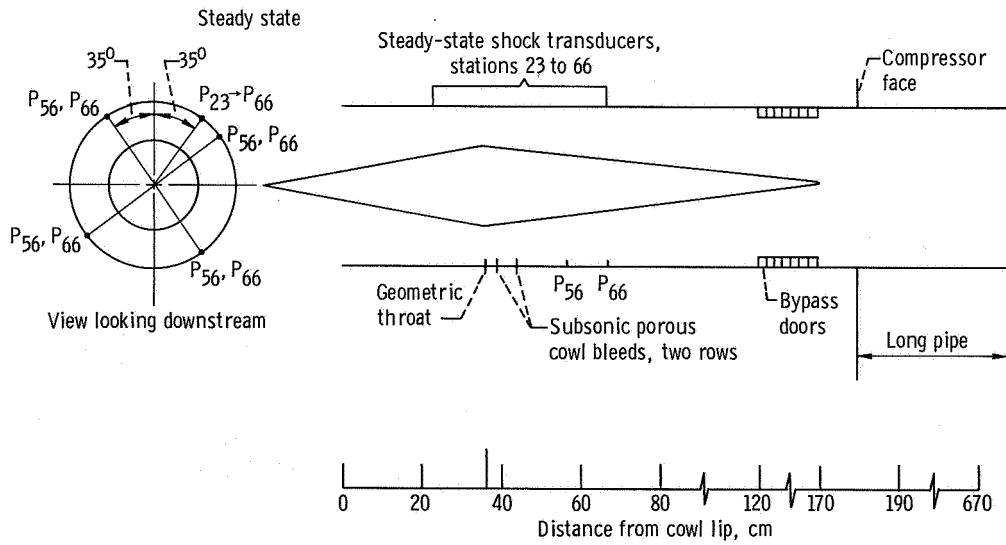 Steady state
35⁰ 35⁰
P₂₃→P₆₆
P₅₆, P₆₆
P₅₆, P₆₆
P₅₆, P₆₆
P₅₆, P₆₆
View looking downstream
Steady-state shock transducers,
stations 23 to 66
Compressor
face
Geometric
throat
P₅₆ P₆₆
Subsonic porous
cowl bleeds, two rows
Bypass
doors
Long pipe
0 20 40 60 80 120 170 190 670
Distance from cowl lip, cm